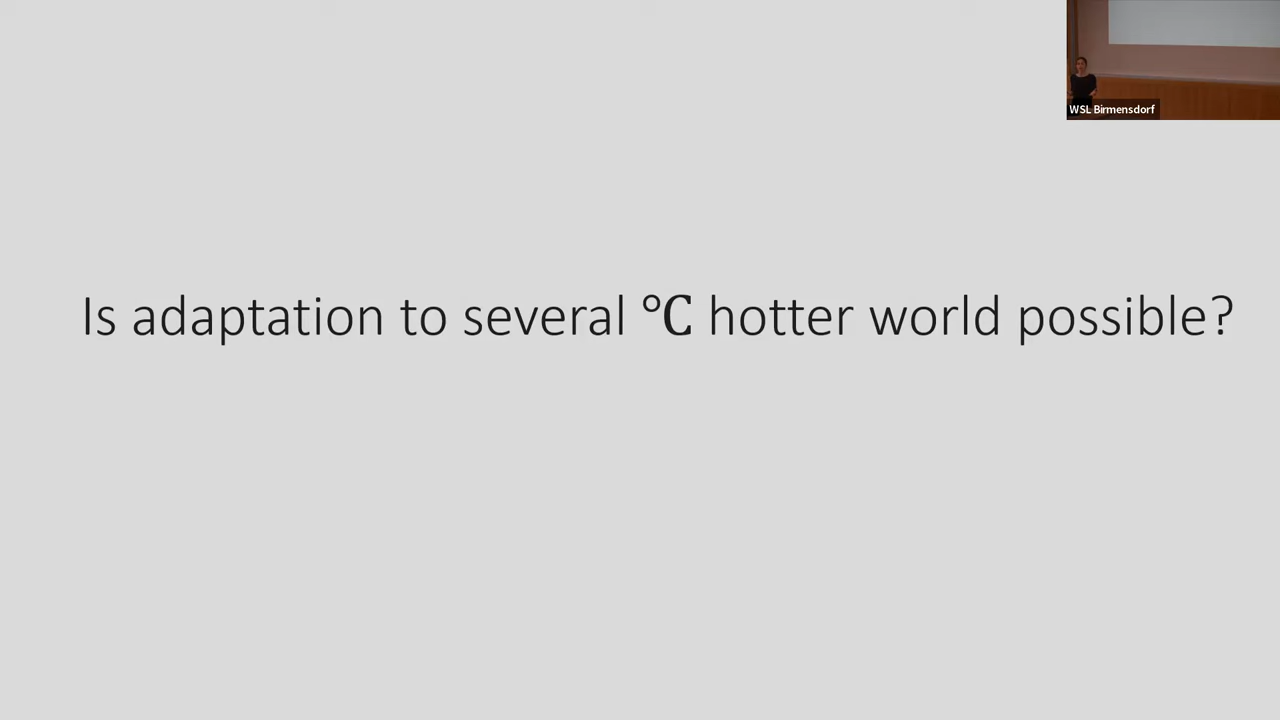 WSL Birmensdorf
Is adaptation to several °C hotter world possible?